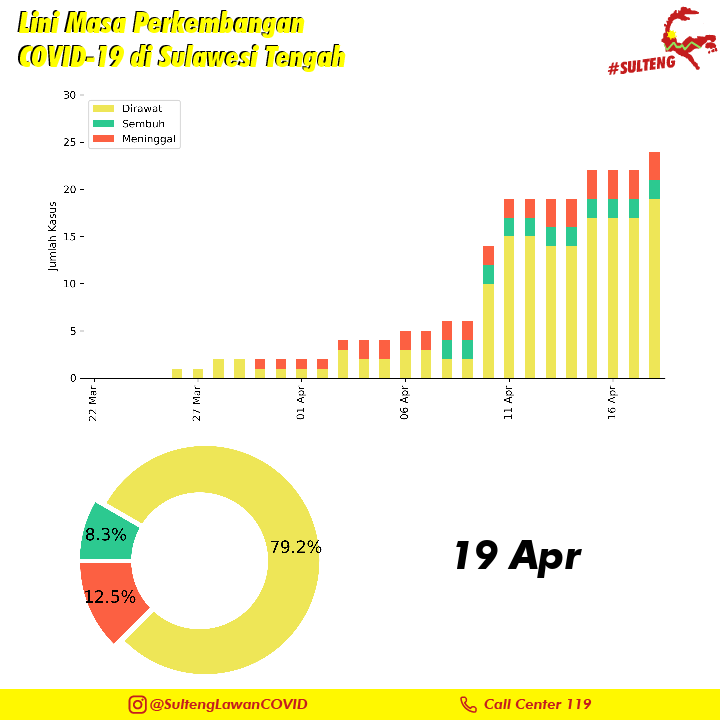 Lini Masa Perkembangan
COVID-19 di Sulawesi Tengah
#SULTENG
30
25
20
15
10
5
0
Jumlah Kasus
Dirawat
Sembuh
Meninggal
22 Mar
27 Mar
01 Apr
06 Apr
11 Apr
16 Apr
8.3%
79.2%
12.5%
19 Apr
@SultengLawanCOVID
Call Center 119